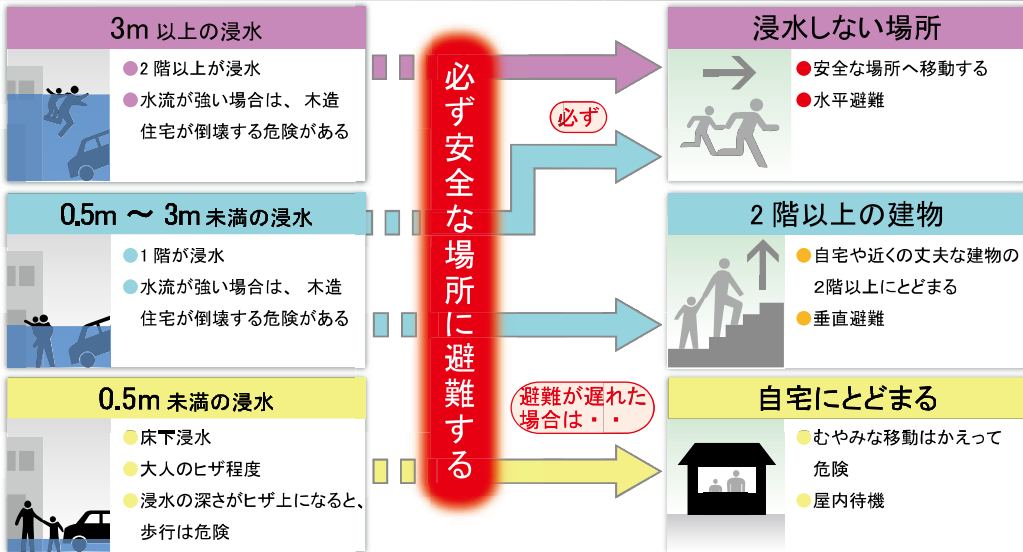 3m 以上の浸水
●2 階以上が浸水
●水流が強い場合は、 木造
住宅が倒壊する危険がある
0.5m ～ 3m 未満の浸水
●1 階が浸水
●水流が強い場合は、 木造
住宅が倒壊する危険がある
0.5m 未満の浸水
●床下浸水
●大人のヒザ程度
●浸水の深さがヒザ上になると、
歩行は危険
必ず安全な場所に避難する
必ず
避難が遅れた
場合は・・
浸水しない場所
●安全な場所へ移動する
●水平避難
2 階以上の建物
●自宅や近くの丈夫な建物の
2階以上にとどまる
●垂直避難
自宅にとどまる
●むやみな移動はかえって
危険
●屋内待機